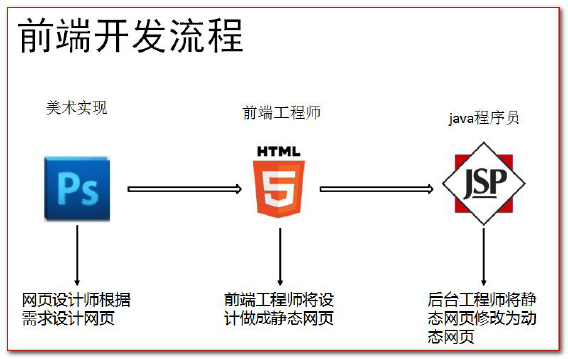 前端开发流程
美术实现
前端工程师
java程序员
Ps
HTML
5
JSP
网页设计师根据
需求设计网页
前端工程师将设
计做成静态网页
后台工程师将静
态网页修改为动
态网页